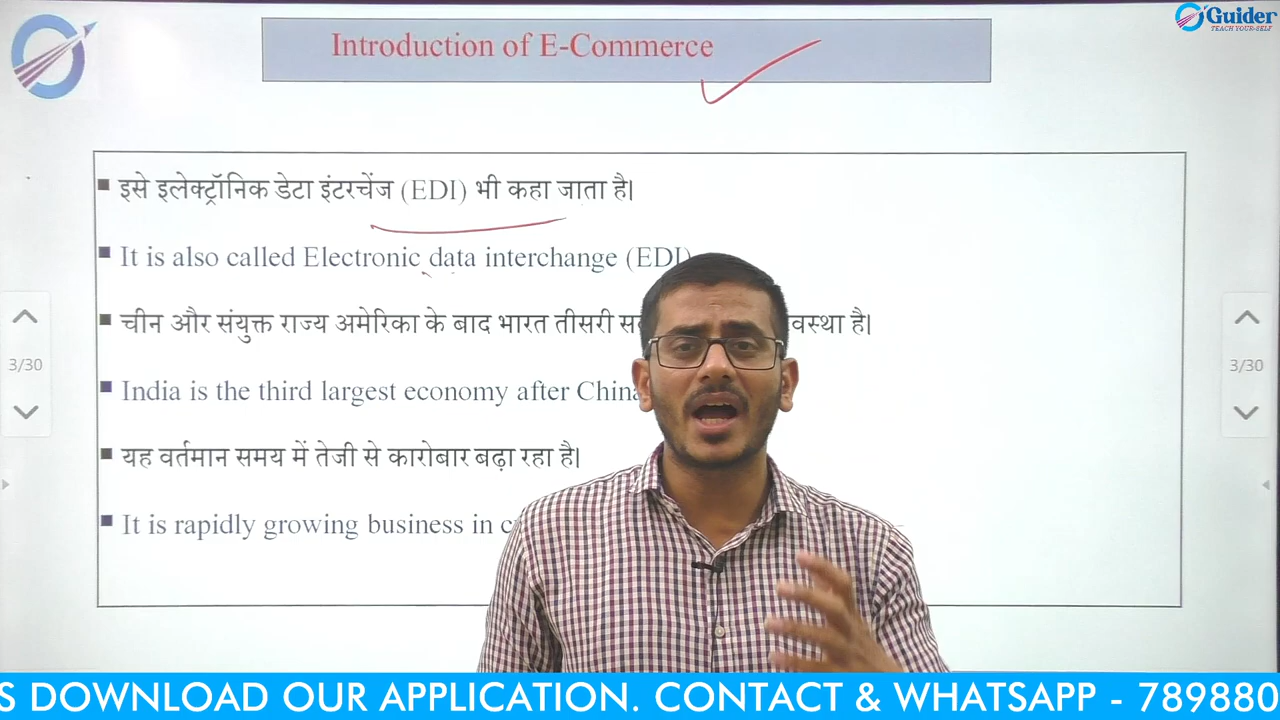 Guider
TEACH YOUR-SELF
Introduction of E-Commerce
इसे इलेक्ट्रॉनिक डेटा इंटरचेंज (EDI) भी कहा जाता है।
It is also called Electronic data interchange (EDI)
चीन और संयुक्त राज्य अमेरिका के बाद भारत तीसरी है।
3/30
3/30
India is the third largest economy after China
यह वर्तमान समय में तेजी से कारोबार बढ़ा रहा है।
It is rapidly growing business in
S DOWNLOAD OUR APPLICATION. CONTACT & WHATSAPP - 789880